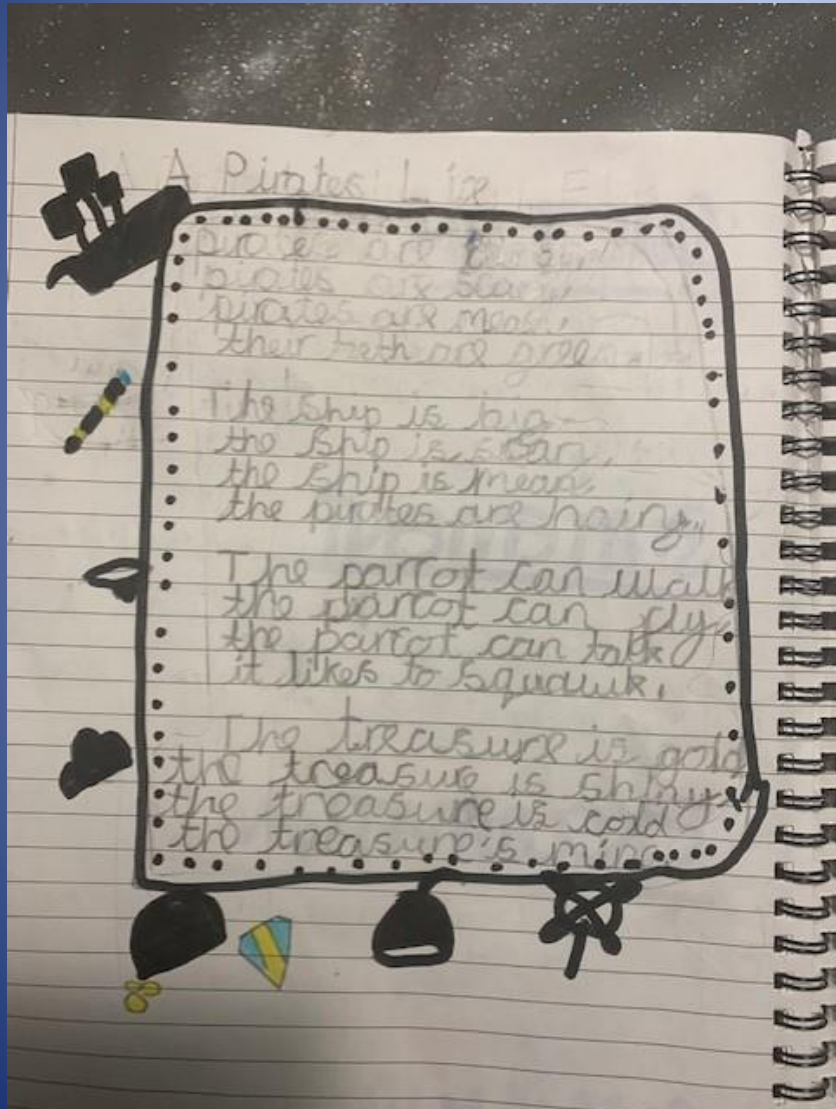 A Pirates Life
pirates are
pirates are scary,
pirates are mean,
their teeth are green
The ship is big
the ship is scary,
the ship is mean,
the pirates are hairy,
The parrot can walk
the parrot can fly,
the parrot can talk
it likes to squawk,
The treasure is gold
the treasure is shiny
the treasure is cold
the treasure's mine